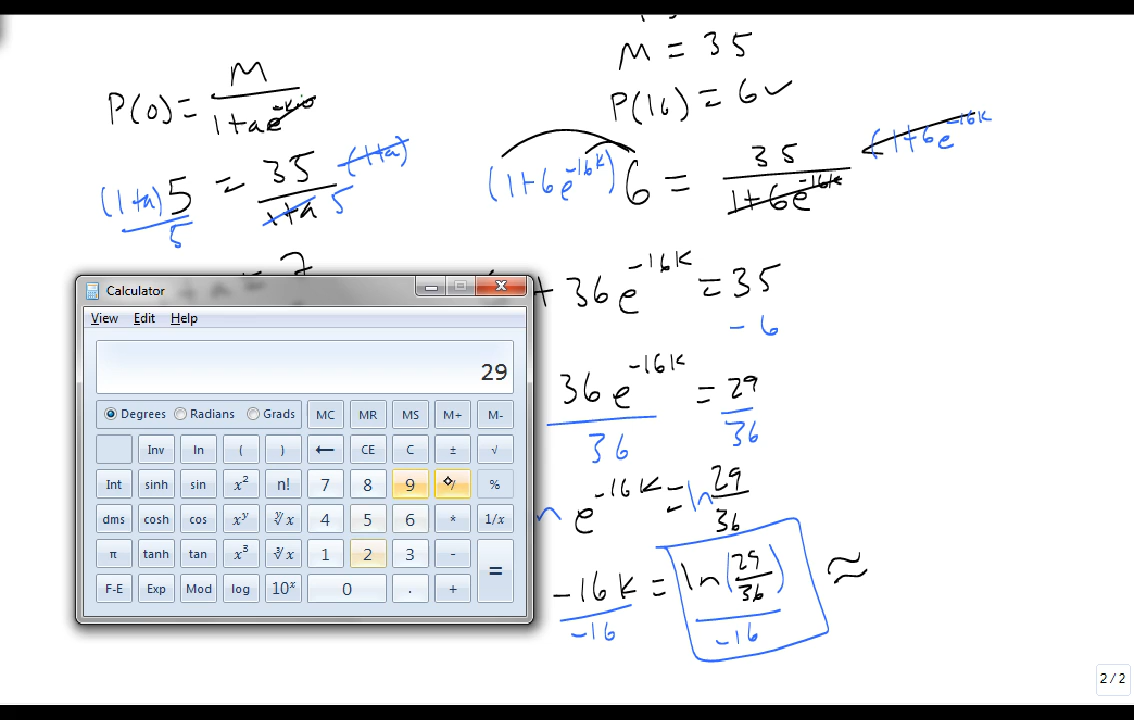 M = 35
P(16) = 6
P(0) = M / 1+ae^-k·0
(1+a) 5 / 5 = 35 / 1+a (1+a) 5
(1+6e^-16k) 6 = 35 / 1+6e^-16k (1+6e^-16k
= 7
+ 36e^-16k = 35
- 6
36e^-16k / 36 = 29 / 36
e^-16k = ln 29 / 36
-16k / -16 = ln(29/36) / -16 ≈
Calculator
View Edit Help
29
Degrees Radians Grads MC MR MS M+ M-
Inv ln ( ) ← CE C ± √
Int sinh sin x² n! 7 8 9 / %
dms cosh cos x^y y√x 4 5 6 * 1/x
π tanh tan x³ ³√x 1 2 3 - =
F-E Exp Mod log 10^x 0 . +
2 / 2